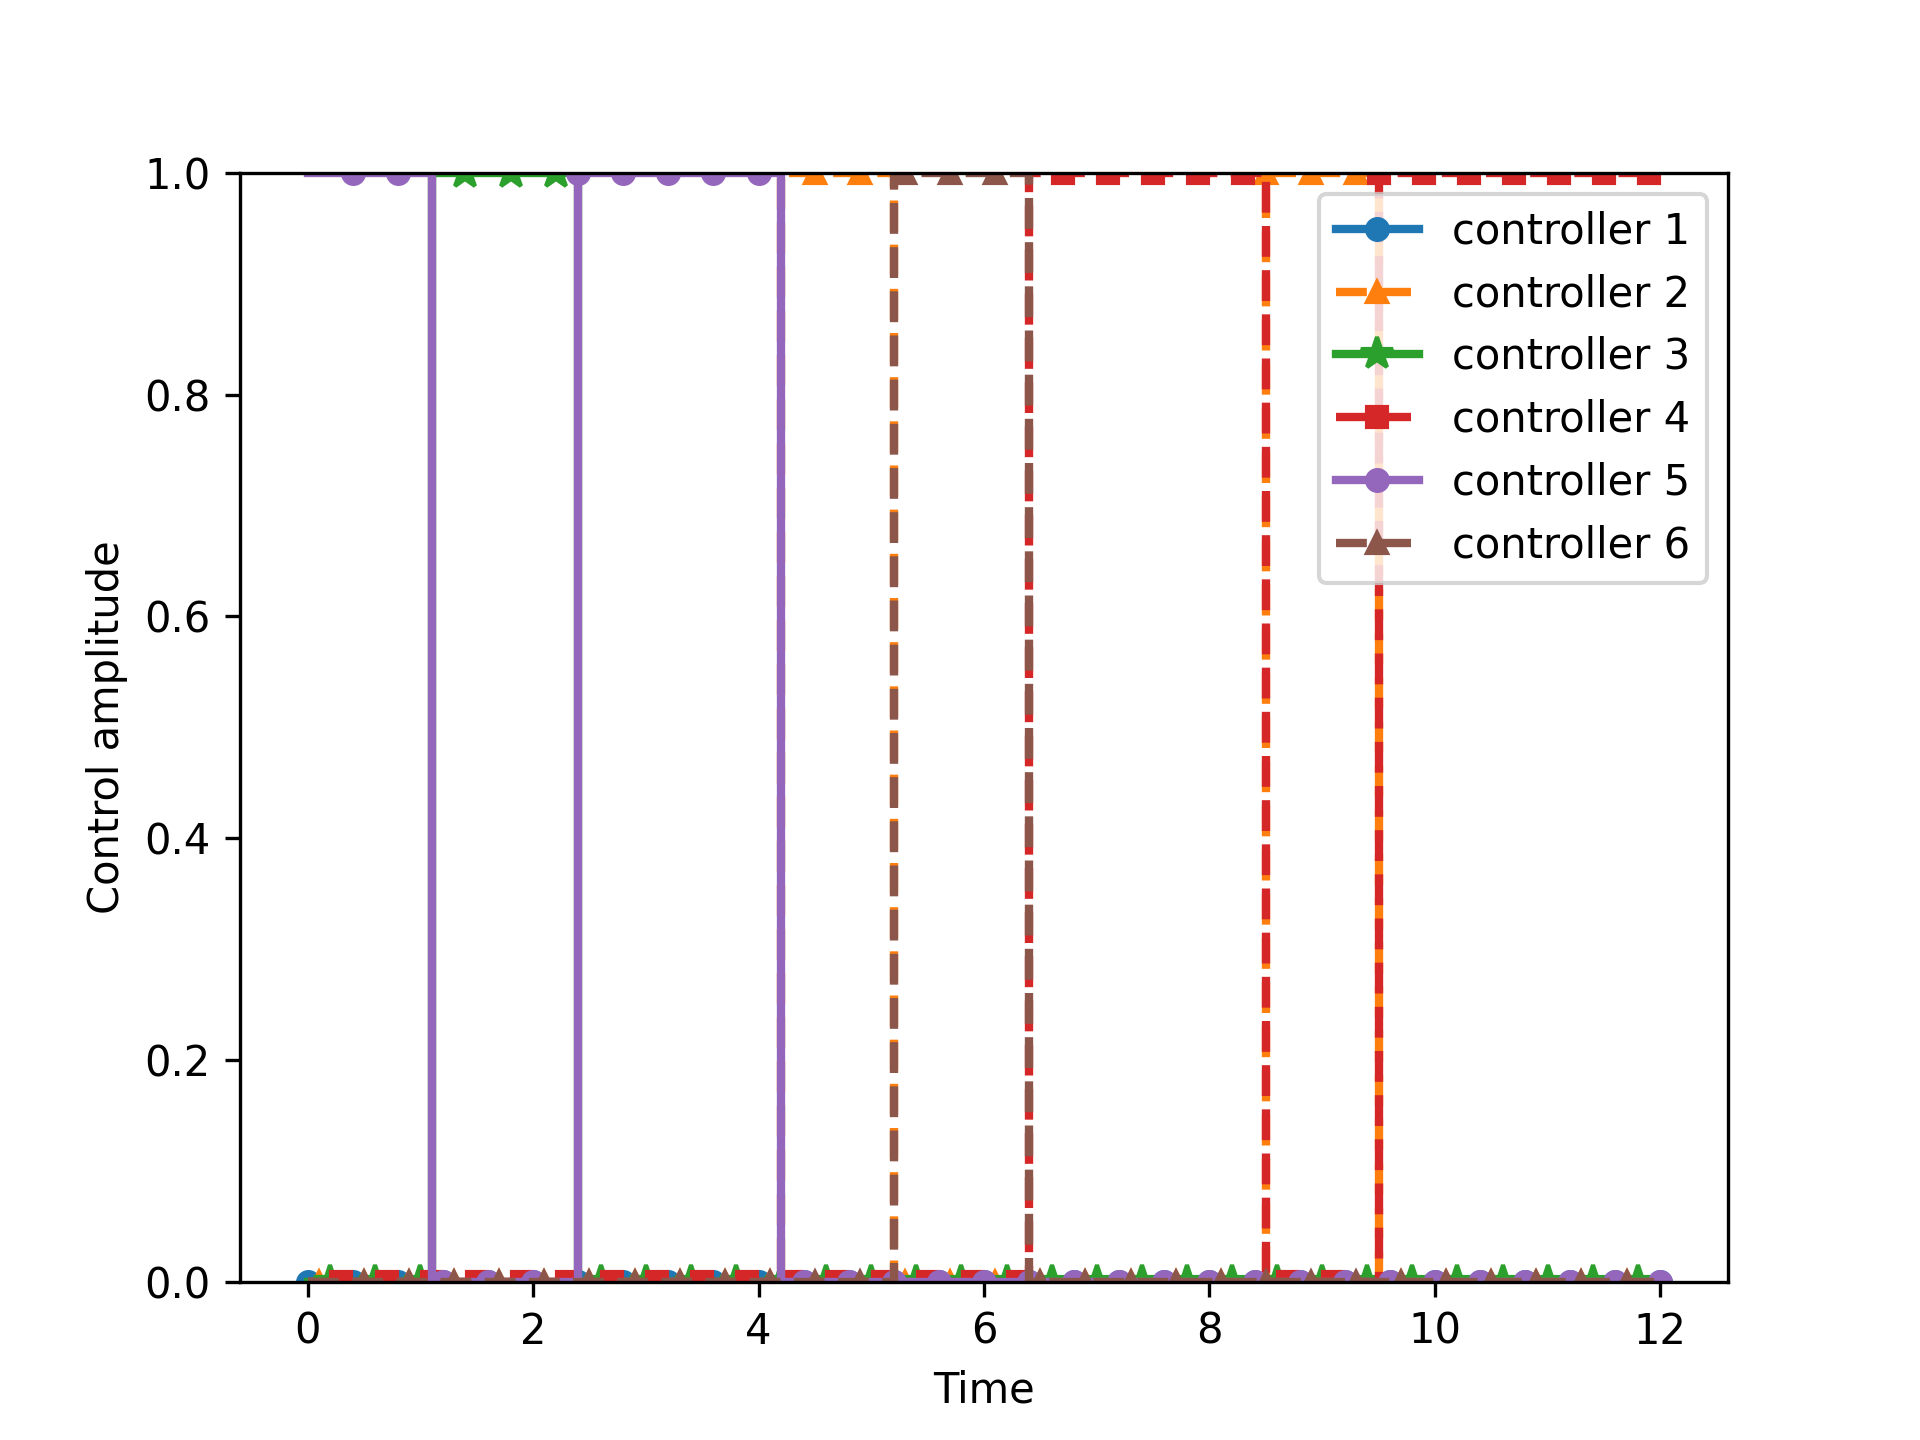 1.0
0.8
0.6
0.4
0.2
0.0
Control amplitude
0 2 4 6 8 10 12
Time
controller 1
controller 2
controller 3
controller 4
controller 5
controller 6